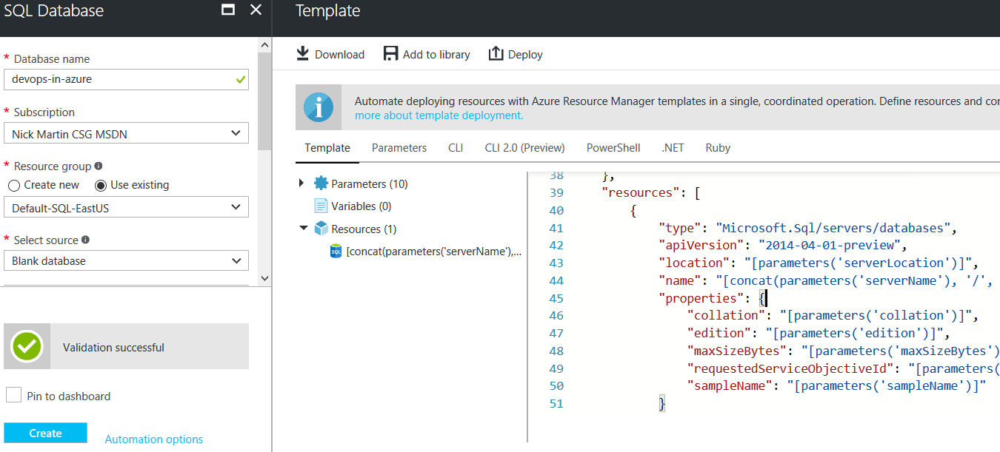 SQL Database
* Database name
devops-in-azure
* Subscription
Nick Martin CSG MSDN
* Resource group
Create new Use existing
Default-SQL-EastUS
* Select source
Blank database
Validation successful
Pin to dashboard
Create Automation options
Template
Download Add to library Deploy
Automate deploying resources with Azure Resource Manager templates in a single, coordinated operation. Define resources and
more about template deployment.
Template Parameters CLI CLI 2.0 (Preview) PowerShell .NET Ruby
Parameters (10)
Variables (0)
Resources (1)
SQL [concat(parameters('serverName'),...
38 },
39 "resources": [
40 {
41 "type": "Microsoft.Sql/servers/databases",
42 "apiVersion": "2014-04-01-preview",
43 "location": "[parameters('serverLocation')]",
44 "name": "[concat(parameters('serverName'), '/',
45 "properties": {
46 "collation": "[parameters('collation')]",
47 "edition": "[parameters('edition')]",
48 "maxSizeBytes": "[parameters('maxSizeBytes')
49 "requestedServiceObjectiveId": "[parameters(
50 "sampleName": "[parameters('sampleName')]"
51 }